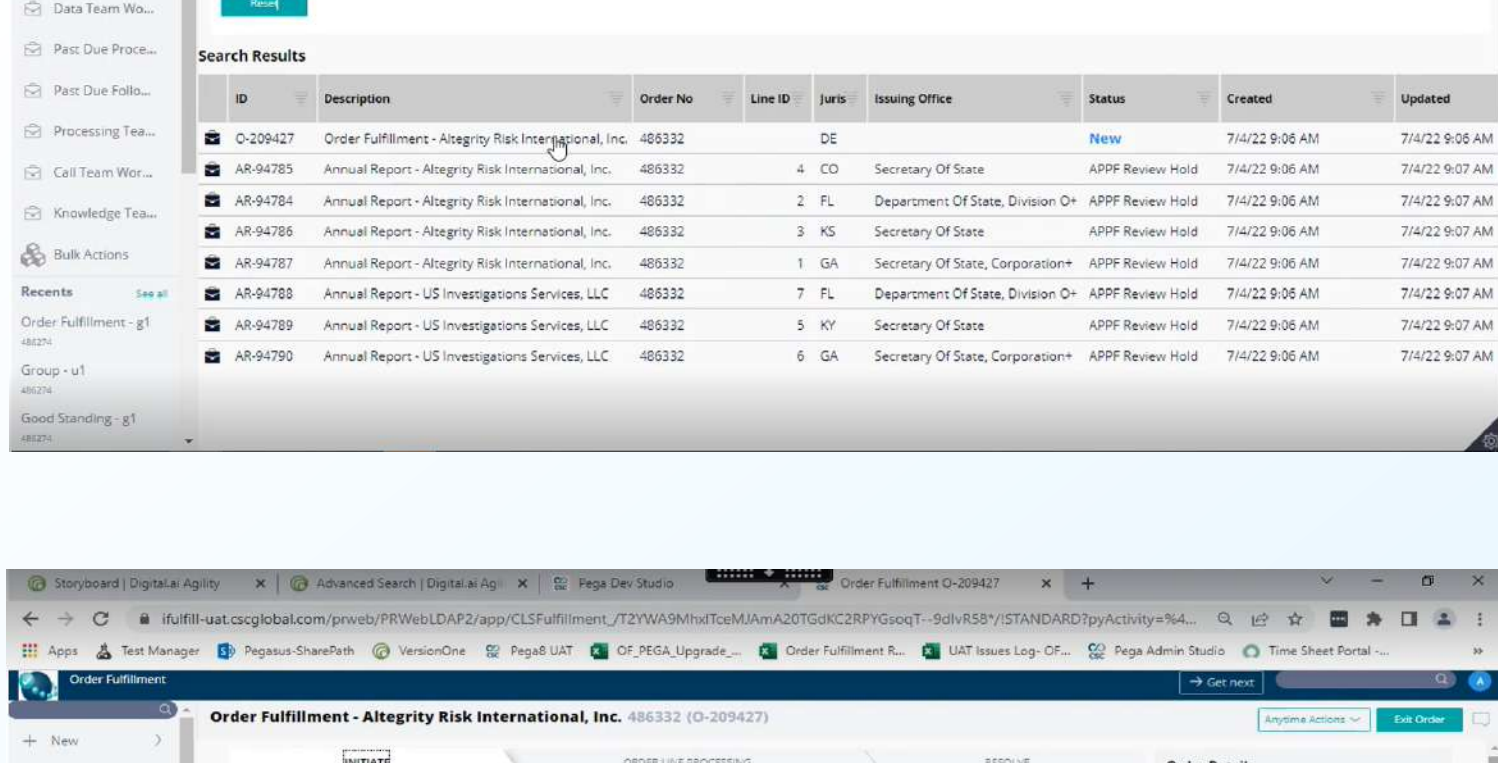 Data Team Wo...
Reset
Past Due Proce...
Search Results
Past Due Follo...
ID Description Order No Line ID Juris Issuing Office Status Created Updated
Processing Tea...
O-209427 Order Fulfillment - Altegrity Risk International, Inc. 486332 DE New 7/4/22 9:06 AM 7/4/22 9:06 AM
Call Team Wor...
AR-94785 Annual Report - Altegrity Risk International, Inc. 486332 4 CO Secretary Of State APPF Review Hold 7/4/22 9:06 AM 7/4/22 9:07 AM
AR-94784 Annual Report - Altegrity Risk International, Inc. 486332 2 FL Department Of State, Division O+ APPF Review Hold 7/4/22 9:06 AM 7/4/22 9:07 AM
Knowledge Tea...
AR-94786 Annual Report - Altegrity Risk International, Inc. 486332 3 KS Secretary Of State APPF Review Hold 7/4/22 9:06 AM 7/4/22 9:07 AM
Bulk Actions
AR-94787 Annual Report - Altegrity Risk International, Inc. 486332 1 GA Secretary Of State, Corporation+ APPF Review Hold 7/4/22 9:06 AM 7/4/22 9:07 AM
Recents See all
AR-94788 Annual Report - US Investigations Services, LLC 486332 7 FL Department Of State, Division O+ APPF Review Hold 7/4/22 9:06 AM 7/4/22 9:07 AM
Order Fulfillment - g1
486274
AR-94789 Annual Report - US Investigations Services, LLC 486332 5 KY Secretary Of State APPF Review Hold 7/4/22 9:06 AM 7/4/22 9:07 AM
AR-94790 Annual Report - US Investigations Services, LLC 486332 6 GA Secretary Of State, Corporation+ APPF Review Hold 7/4/22 9:06 AM 7/4/22 9:07 AM
Group - u1
486274
Good Standing - g1
486274
Storyboard | Digital.ai Agility Advanced Search | Digital.ai Agil Pega Dev Studio Order Fulfillment O-209427
ifulfill-uat.cscglobal.com/prweb/PRWebLDAP2/app/CLSFulfillment_/T2YWA9MhxITceMJAmA20TGdKC2RPYGsoqT--9dlvR58*/!STANDARD?pyActivity=%4...
Apps Test Manager Pegasus-SharePath VersionOne Pega8 UAT OF_PEGA_Upgrade_... Order Fulfillment R... UAT Issues Log- OF... Pega Admin Studio Time Sheet Portal -...
Order Fulfillment Get next A
Order Fulfillment - Altegrity Risk International, Inc. 486332 (O-209427) Anytime Actions Exit Order
New
INITIATE ORDER LINE PROCESSING RESOLVE Order Details